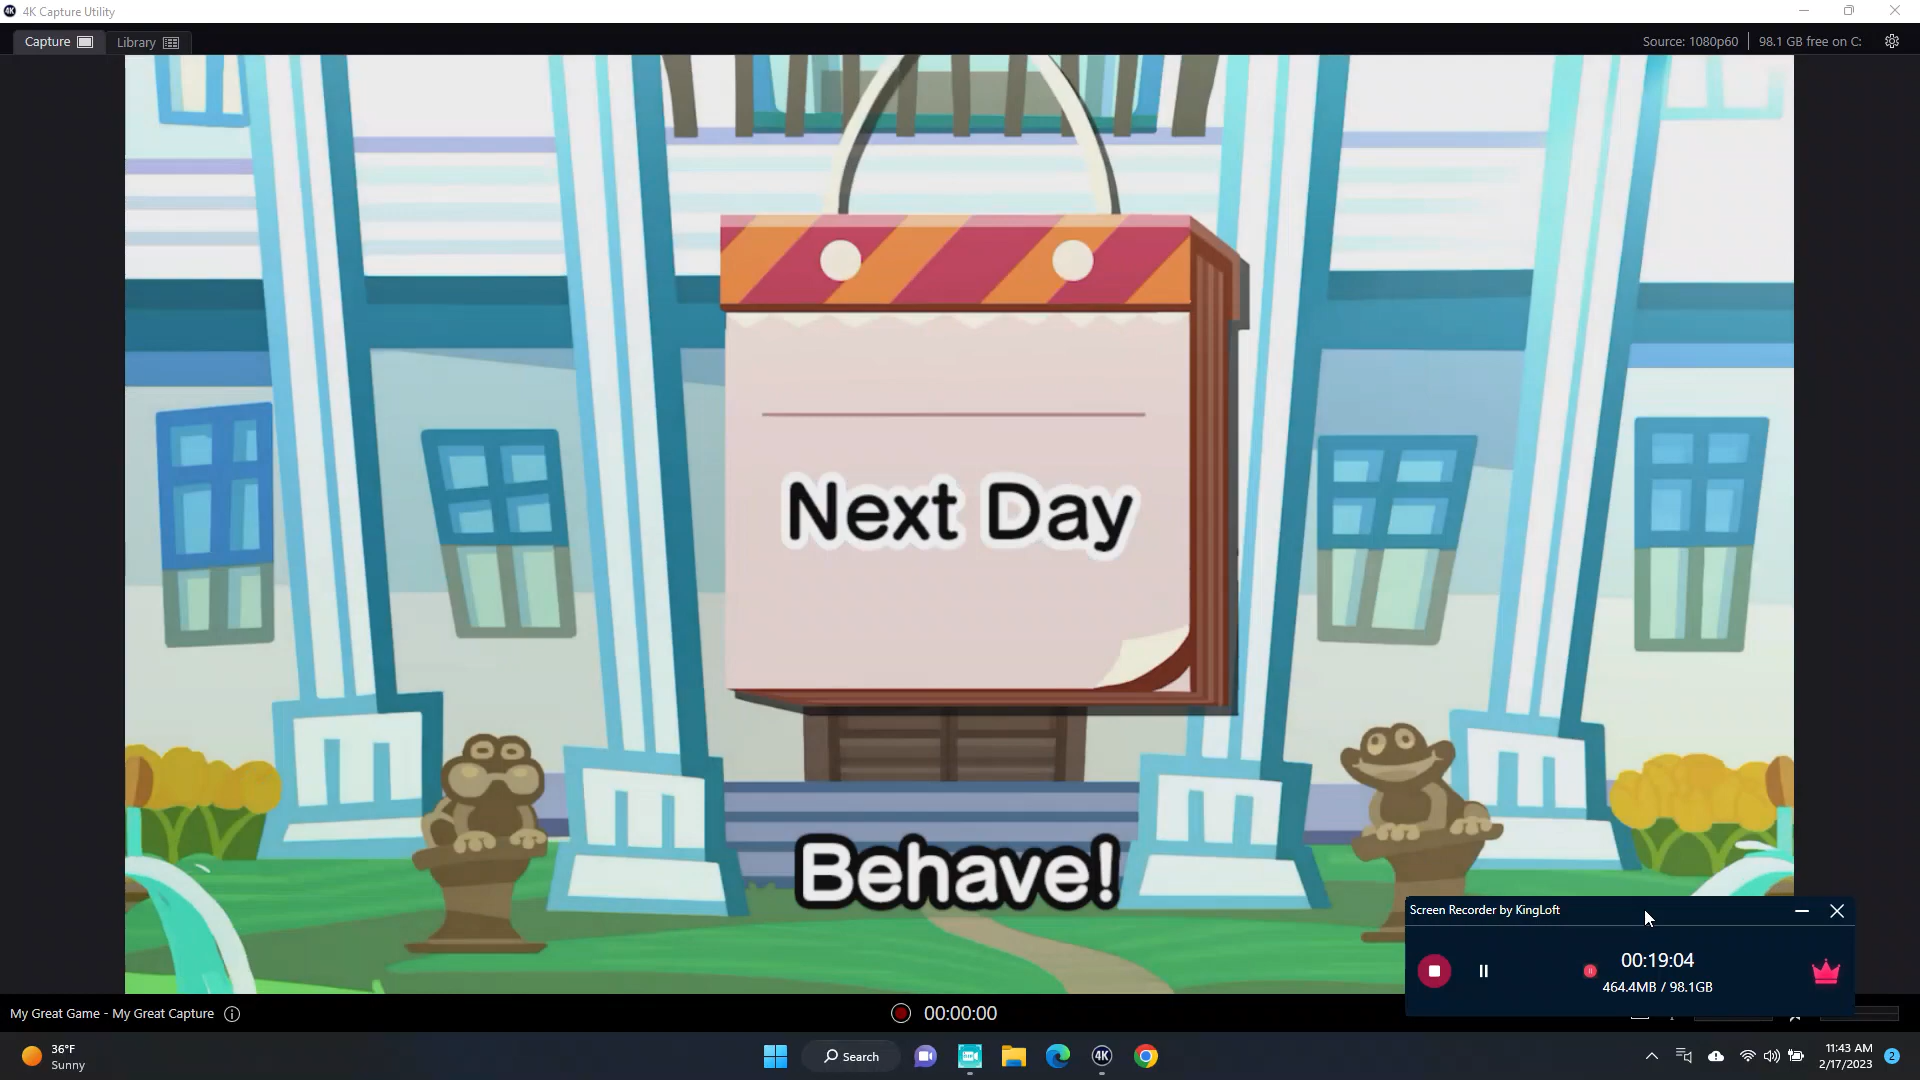 4K Capture Utility
Capture
Library
Source: 1080p60
98.1 GB free on C:
Next Day
Behave!
Screen Recorder by KingLoft
00:19:04
464.4MB / 98.1GB
My Great Game - My Great Capture
00:00:00
36°F
Sunny
Search
4K
11:43 AM
2/17/2023
2